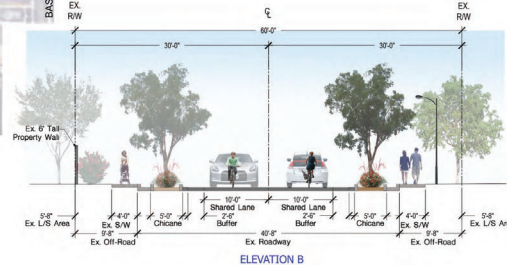 BAS
EX.
R/W
℄
EX.
R/W
60'-0"
30'-0"
30'-0"
Ex. 6' Tall
Property Wall
10'-0"
Shared Lane
10'-0"
Shared Lane
5'-8"
Ex. L/S Area
4'-0"
Ex. S/W
5'-0"
Chicane
2'-6"
Buffer
2'-6"
Buffer
5'-0"
Chicane
4'-0"
Ex. S/W
5'-8"
Ex. L/S Area
9'-8"
Ex. Off-Road
40'-8"
Ex. Roadway
9'-8"
Ex. Off-Road
ELEVATION B